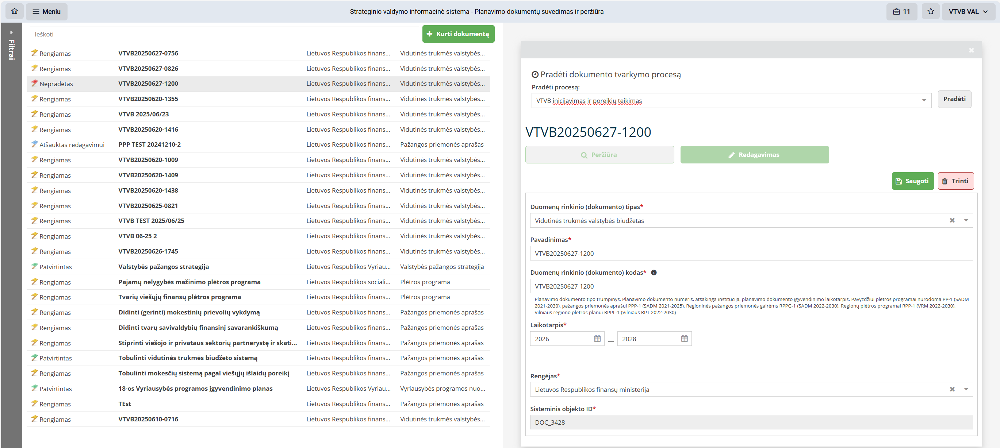 Meniu
Strateginio valdymo informacinė sistema - Planavimo dokumentų suvedimas ir peržiūra
11
VTVB VAL
Filtrai
Ieškoti
Kurti dokumentą
Rengiamas VTVB20250627-0756 Lietuvos Respublikos finans... Vidutinės trukmės valstybės...
Rengiamas VTVB20250627-0826 Lietuvos Respublikos finans... Vidutinės trukmės valstybės...
Nepradėtas VTVB20250627-1200 Lietuvos Respublikos finans... Vidutinės trukmės valstybės...
Rengiamas VTVB20250620-1355 Lietuvos Respublikos finans... Vidutinės trukmės valstybės...
Rengiamas VTVB 2025/06/23 Lietuvos Respublikos finans... Vidutinės trukmės valstybės...
Rengiamas VTVB20250620-1416 Lietuvos Respublikos finans... Vidutinės trukmės valstybės...
Atšauktas redagavimui PPP TEST 20241210-2 Lietuvos Respublikos finans... Pažangos priemonės aprašas
Rengiamas VTVB20250620-1009 Lietuvos Respublikos finans... Vidutinės trukmės valstybės...
Rengiamas VTVB20250620-1409 Lietuvos Respublikos finans... Vidutinės trukmės valstybės...
Rengiamas VTVB20250620-1438 Lietuvos Respublikos finans... Vidutinės trukmės valstybės...
Rengiamas VTVB20250625-0821 Lietuvos Respublikos finans... Vidutinės trukmės valstybės...
Rengiamas VTVB TEST 2025/06/25 Lietuvos Respublikos finans... Vidutinės trukmės valstybės...
Rengiamas VTVB 06-25 2 Lietuvos Respublikos finans... Vidutinės trukmės valstybės...
Rengiamas VTVB20250626-1745 Lietuvos Respublikos finans... Vidutinės trukmės valstybės...
Patvirtintas Valstybės pažangos strategija Lietuvos Respublikos Vyriau... Valstybės pažangos strategija
Rengiamas Pajamų nelygybės mažinimo plėtros programa Lietuvos Respublikos sociali... Plėtros programa
Rengiamas Tvarių viešųjų finansų plėtros programa Lietuvos Respublikos finans... Plėtros programa
Rengiamas Didinti (gerinti) mokestinių prievolių vykdymą Lietuvos Respublikos finans... Pažangos priemonės aprašas
Rengiamas Didinti tvarų savivaldybių finansinį savarankiškumą Lietuvos Respublikos finans... Pažangos priemonės aprašas
Rengiamas Stiprinti viešojo ir privataus sektorių partnerystę ir skati... Lietuvos Respublikos finans... Pažangos priemonės aprašas
Patvirtintas Tobulinti vidutinės trukmės biudžeto sistemą Lietuvos Respublikos finans... Pažangos priemonės aprašas
Rengiamas Tobulinti mokesčių sistemą pagal viešųjų išlaidų poreikį Lietuvos Respublikos finans... Pažangos priemonės aprašas
Patvirtintas 18-os Vyriausybės programos įgyvendinimo planas Lietuvos Respublikos Vyriau... Vyriausybės programos nuo...
Rengiamas TEst Lietuvos Respublikos finans... Pažangos priemonės aprašas
Rengiamas VTVB20250610-0716 Lietuvos Respublikos finans... Vidutinės trukmės valstybės...
Pradėti dokumento tvarkymo procesą
Pradėti procesą:
VTVB inicijavimas ir poreikių teikimas
Pradėti
VTVB20250627-1200
Peržiūra
Redagavimas
Saugoti
Trinti
Duomenų rinkinio (dokumento) tipas*
Vidutinės trukmės valstybės biudžetas
Pavadinimas*
VTVB20250627-1200
Duomenų rinkinio (dokumento) kodas*
VTVB20250627-1200
Planavimo dokumento tipo trumpinys, Planavimo dokumento numeris, atsakinga institucija, planavimo dokumento įgyvendinimo laikotarpis. Pavyzdžiui plėtros programai nurodoma PP-1 (SADM
2021-2030), pažangos priemonės aprašui PPP-1 (SADM 2021-2025), Regioninės pažangos priemonės gairėms RPPG-1 (SADM 2022-2030), Regionų plėtros programai RPP-1 (VRM 2022-2030),
Vilniaus regiono plėtros planui RPPL-1 (Vilniaus RPT 2022-2030)
Laikotarpis*
2026 — 2028
Rengėjas*
Lietuvos Respublikos finansų ministerija
Sisteminis objekto ID*
DOC_3428